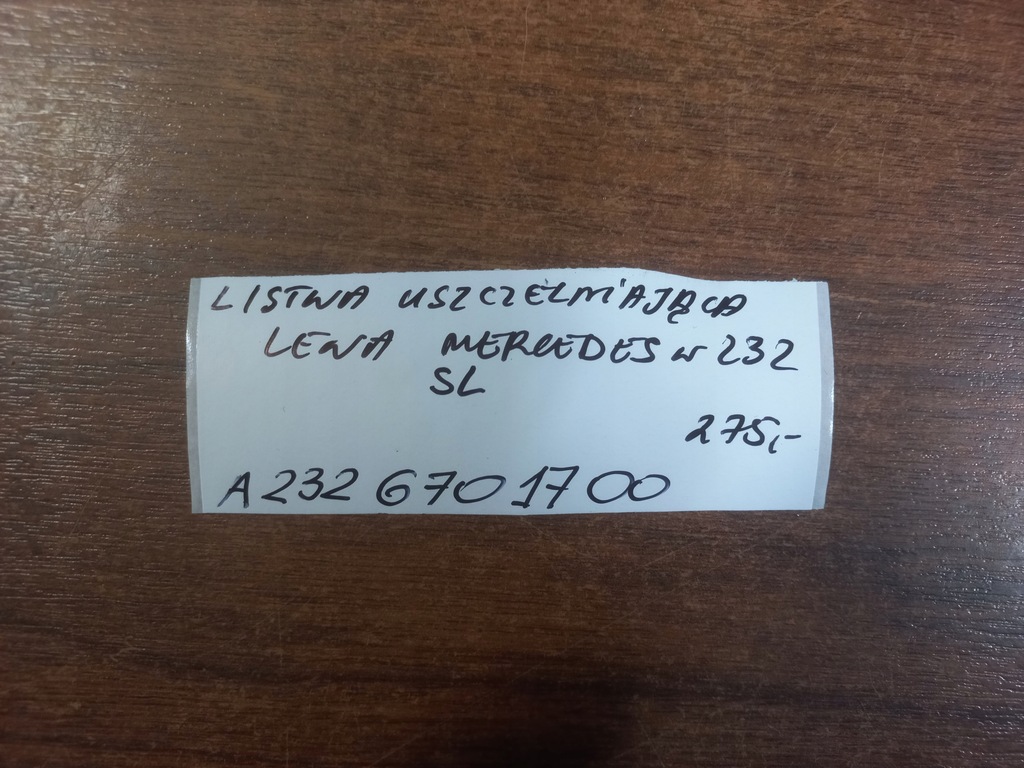 LISTWA USZCZELNIAJĄCA
LEWA MERCEDES W 232
SL
275,-
A 232 670 17 00